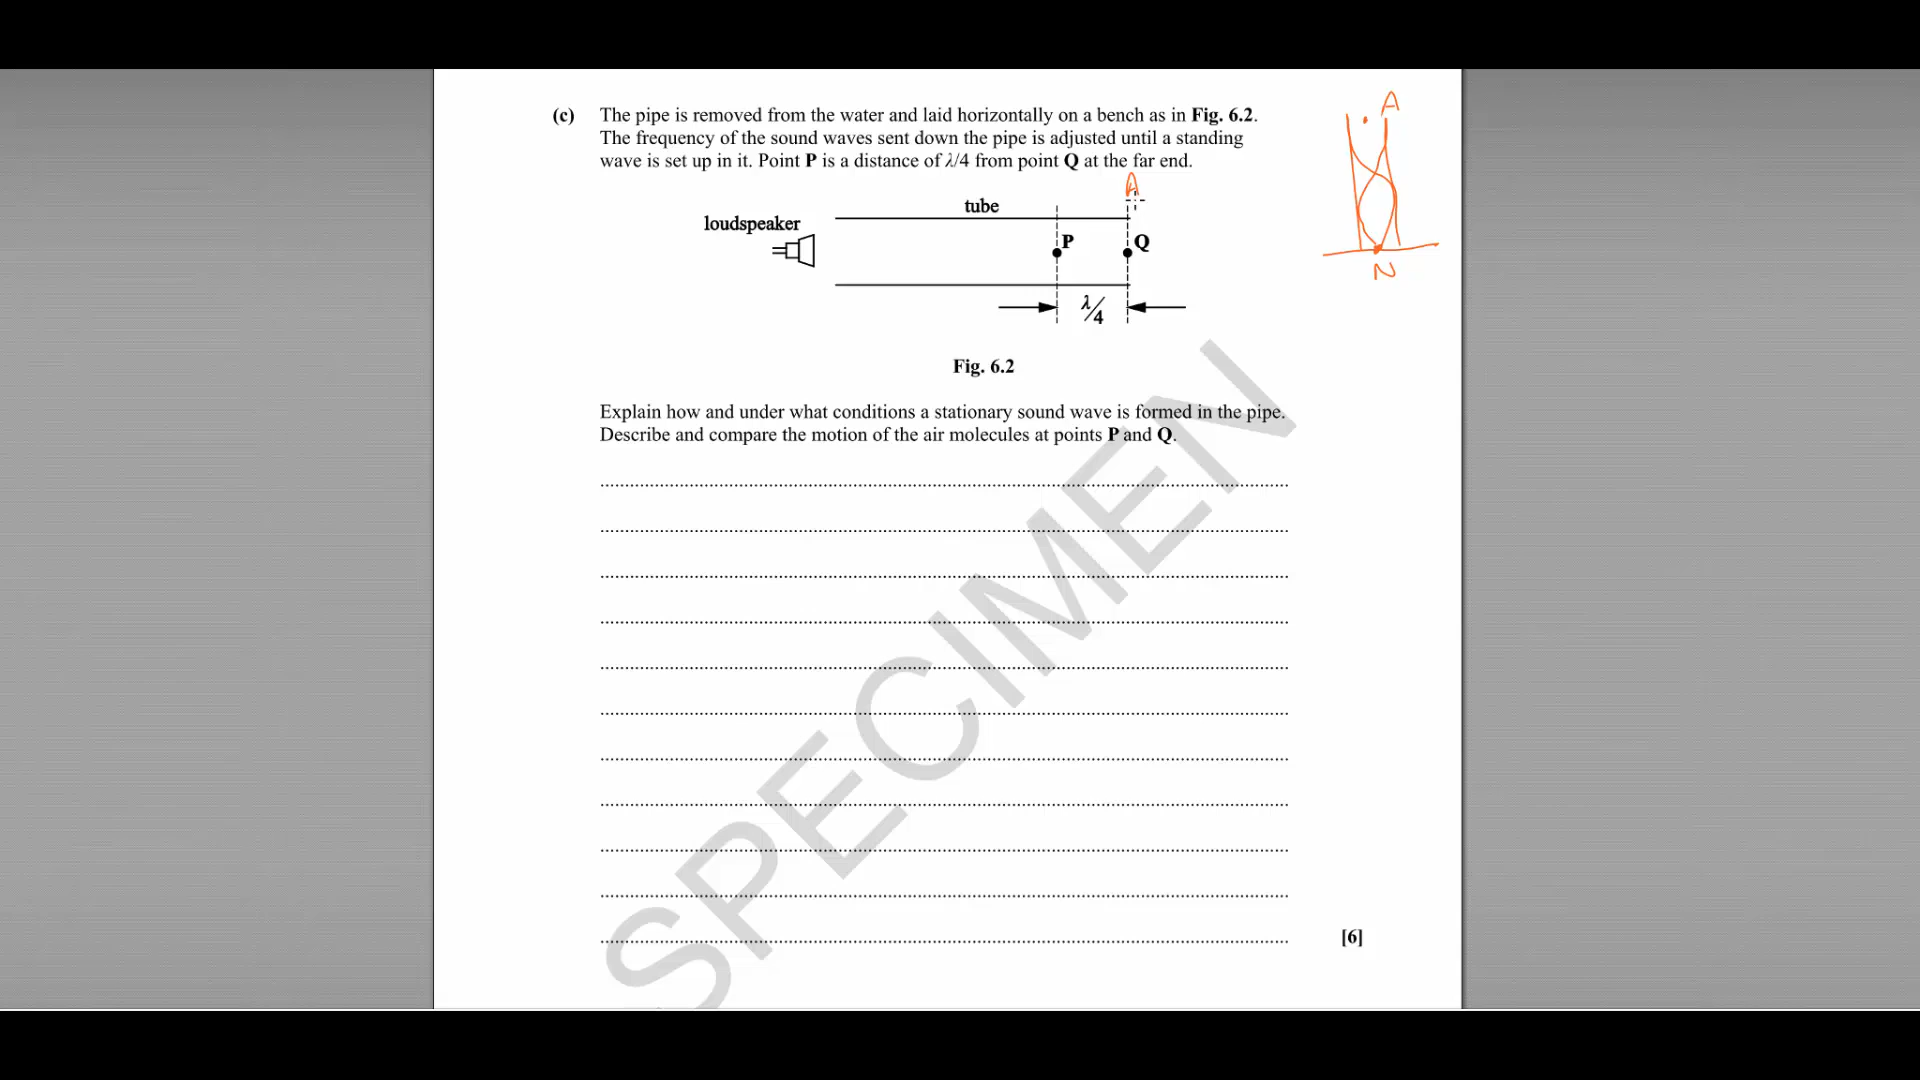 (c) The pipe is removed from the water and laid horizontally on a bench as in Fig. 6.2.
The frequency of the sound waves sent down the pipe is adjusted until a standing
wave is set up in it. Point P is a distance of λ/4 from point Q at the far end.
A
A
N
tube
loudspeaker
P
Q
λ/4
Fig. 6.2
Explain how and under what conditions a stationary sound wave is formed in the pipe.
Describe and compare the motion of the air molecules at points P and Q.
[6]
SPECIMEN